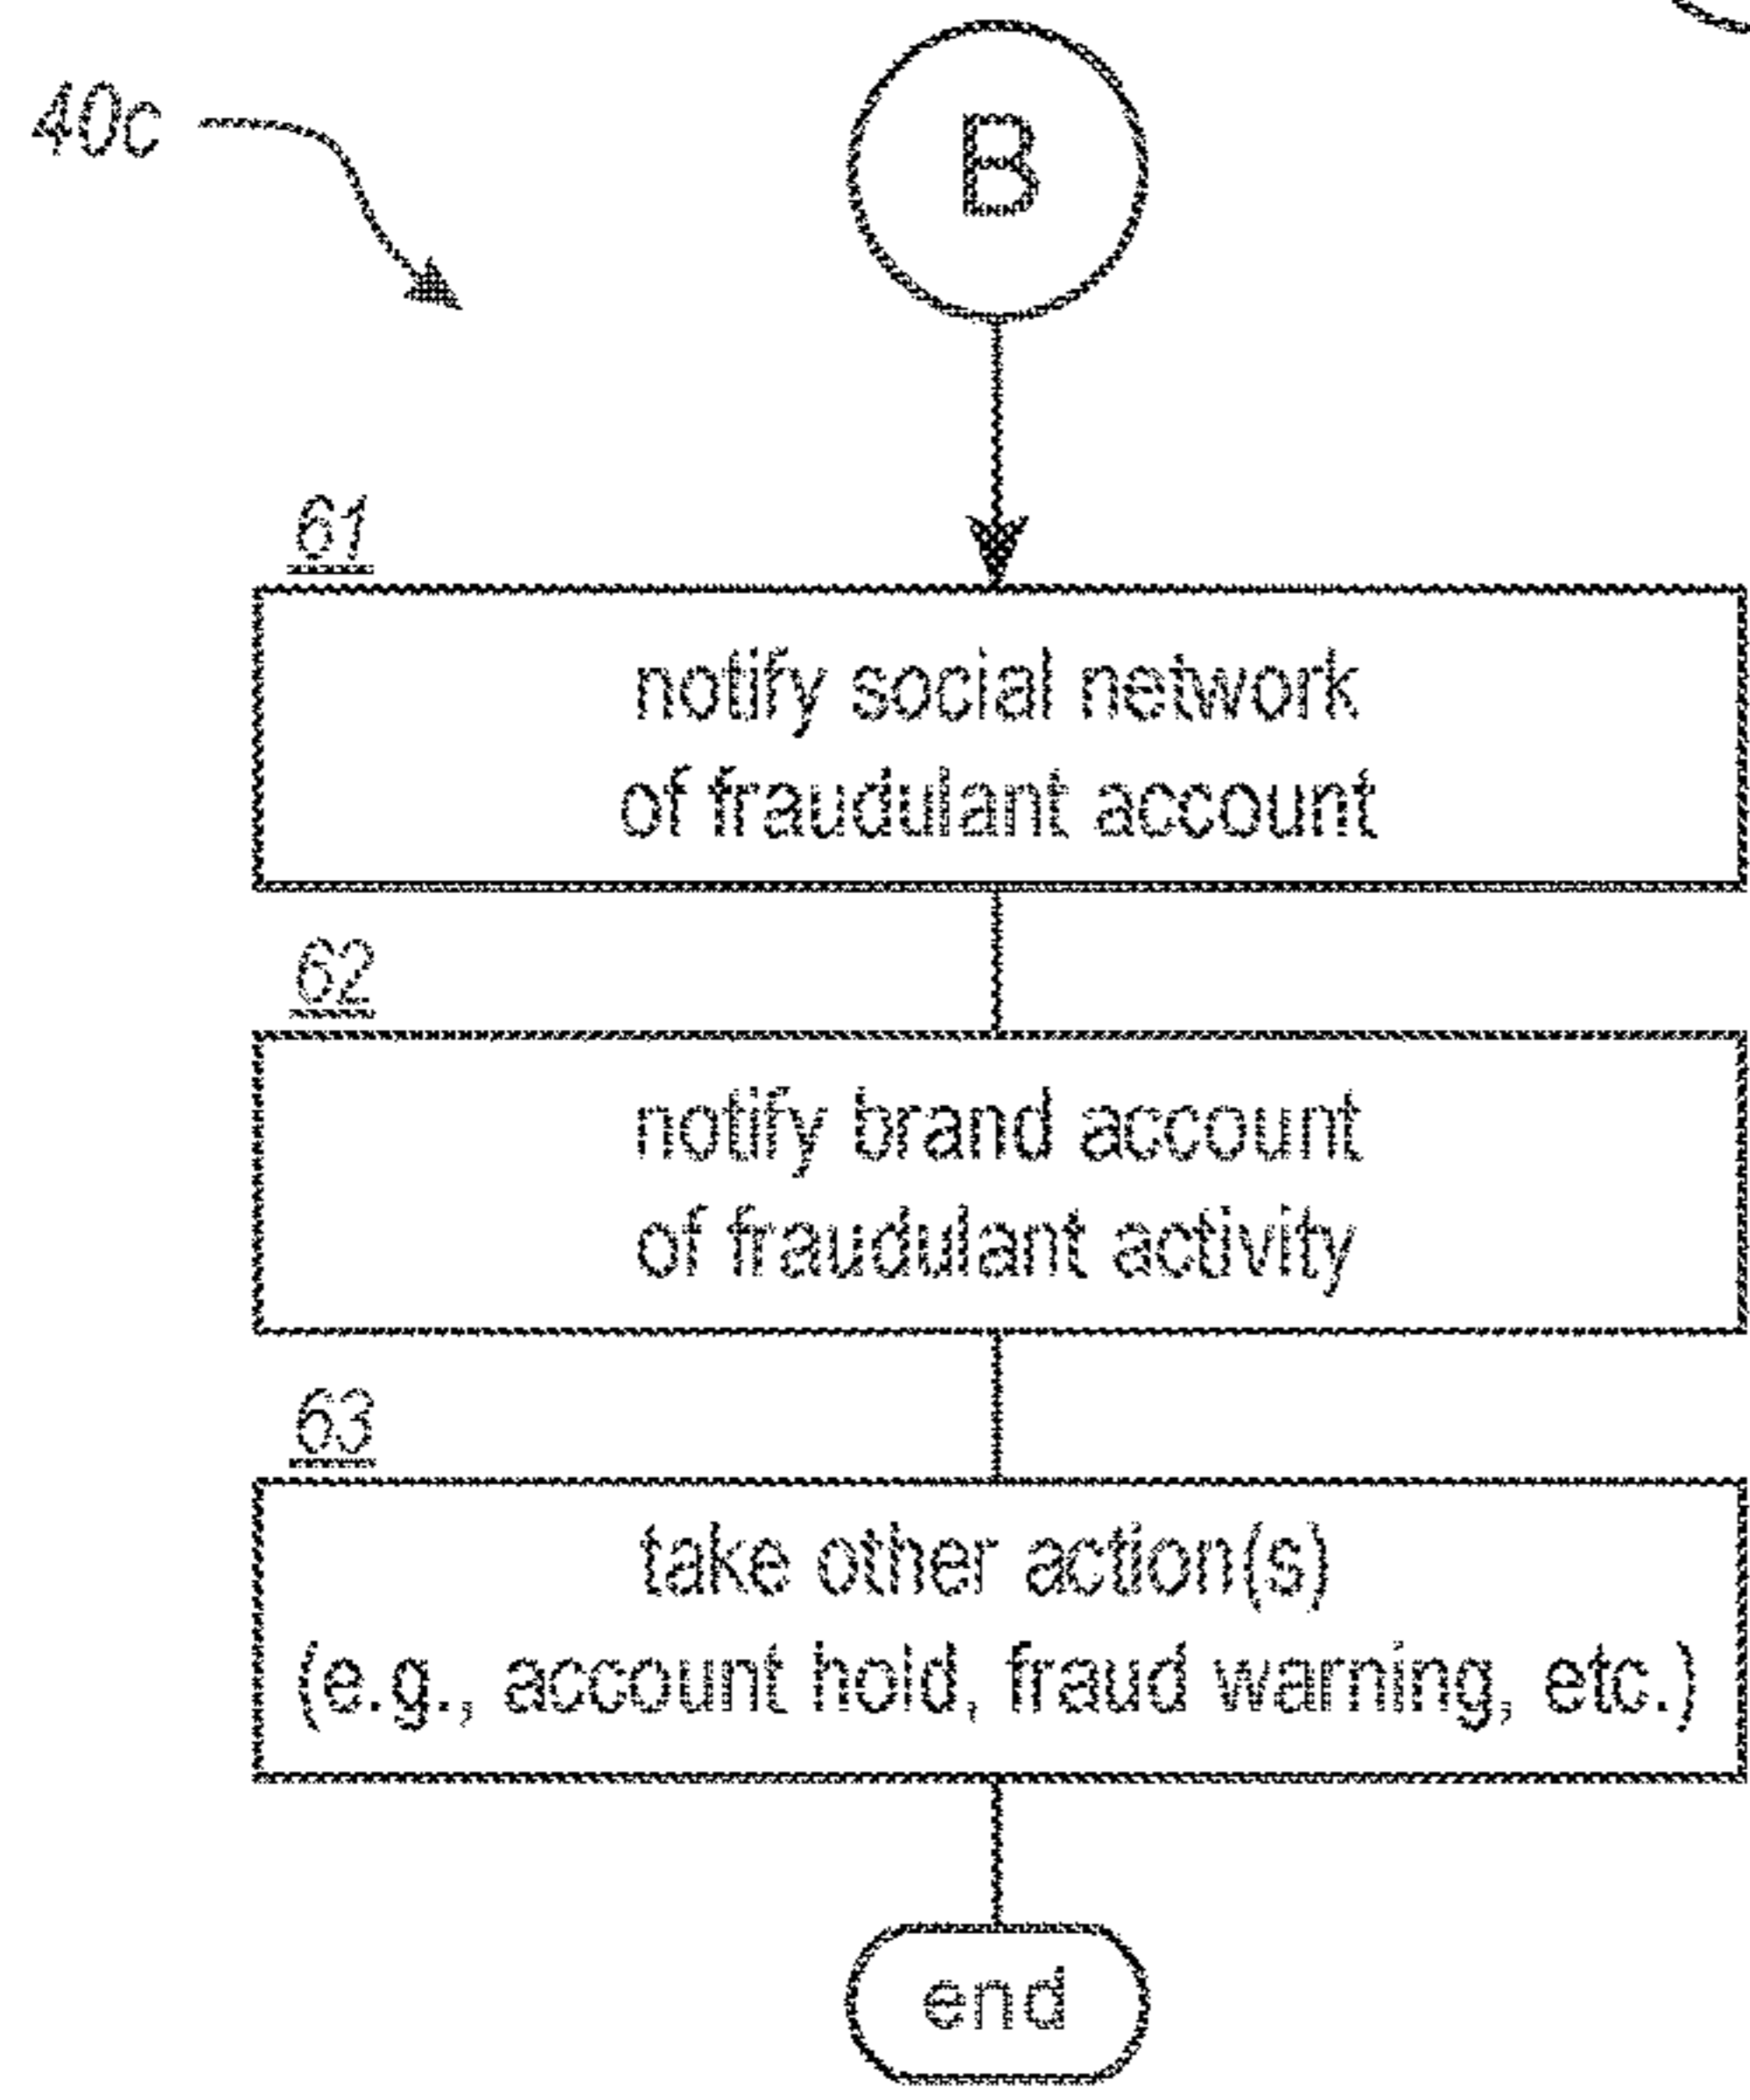 40c
B
61
notify social network
of fraudulant account
62
notify brand account
of fraudulant activity
63
take other action(s)
(e.g., account hold, fraud warning, etc.)
end